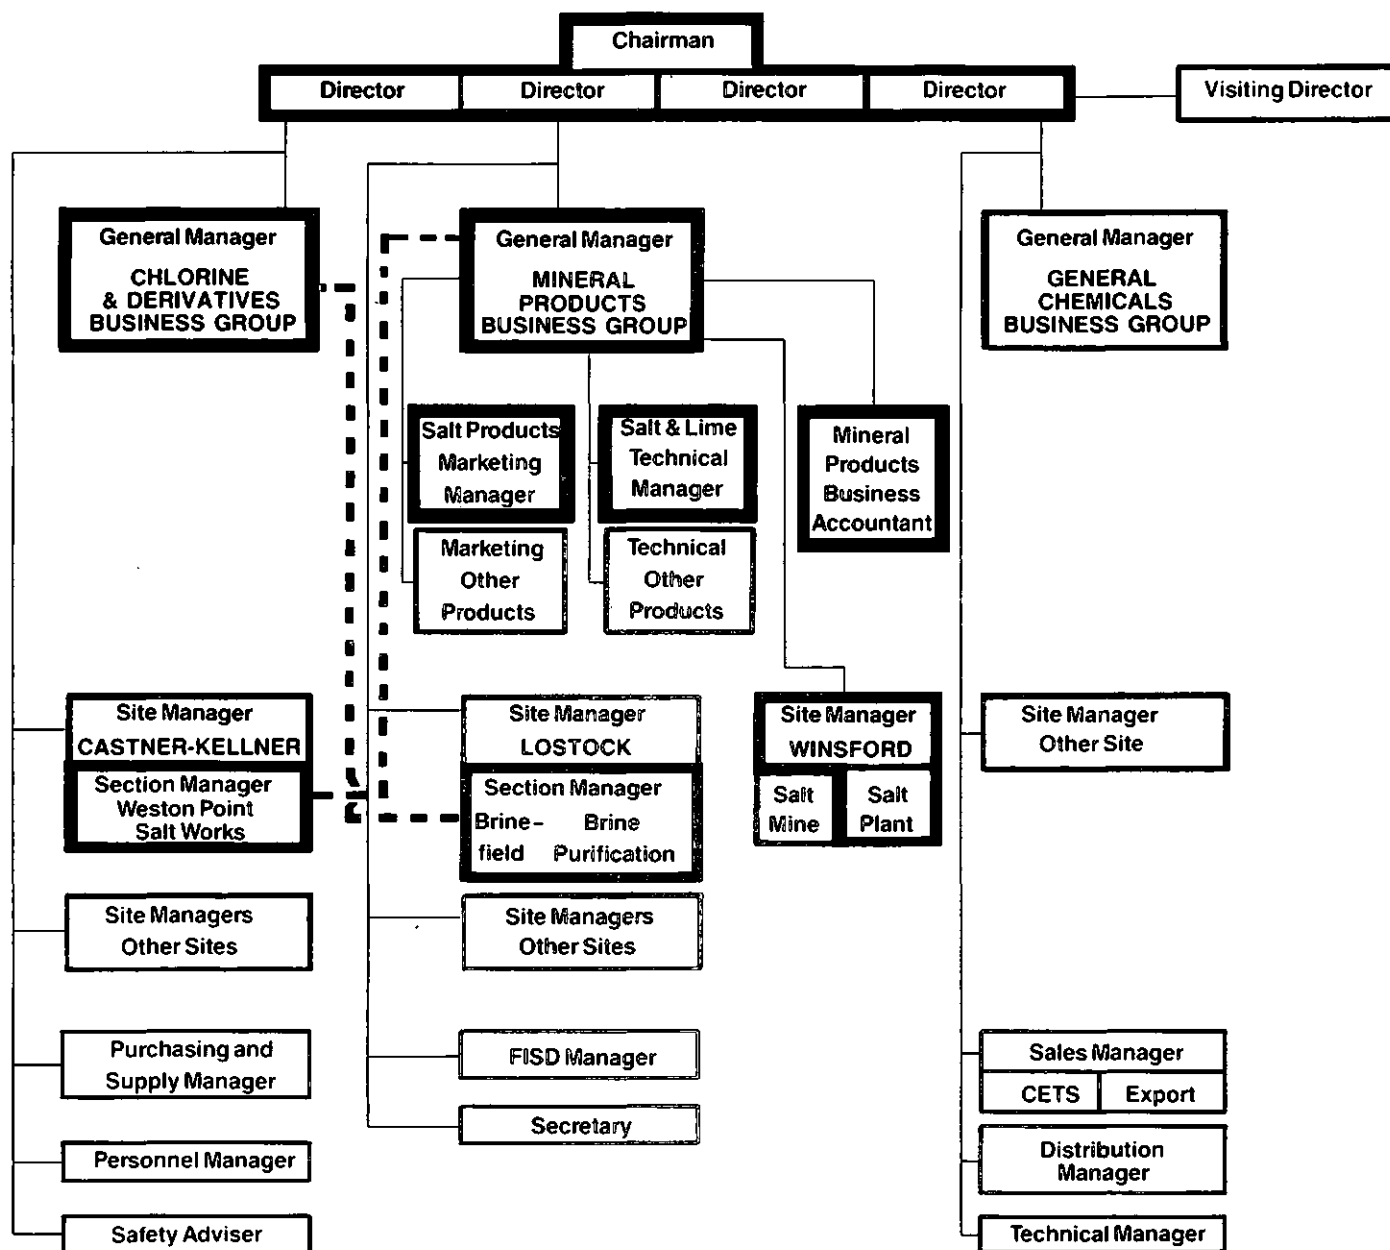 Chairman
Director
Director
Director
Director
Visiting Director
General Manager
CHLORINE
& DERIVATIVES
BUSINESS GROUP
General Manager
MINERAL
PRODUCTS
BUSINESS GROUP
General Manager
GENERAL
CHEMICALS
BUSINESS GROUP
Salt Products
Marketing
Manager
Salt & Lime
Technical
Manager
Mineral
Products
Business
Accountant
Marketing
Other
Products
Technical
Other
Products
Site Manager
CASTNER-KELLNER
Section Manager
Weston Point
Salt Works
Site Manager
LOSTOCK
Section Manager
Brine-
field
Brine
Purification
Site Manager
WINSFORD
Salt
Mine
Salt
Plant
Site Manager
Other Site
Site Managers
Other Sites
Site Managers
Other Sites
Purchasing and
Supply Manager
FISD Manager
Sales Manager
CETS
Export
Secretary
Personnel Manager
Distribution
Manager
Safety Adviser
Technical Manager